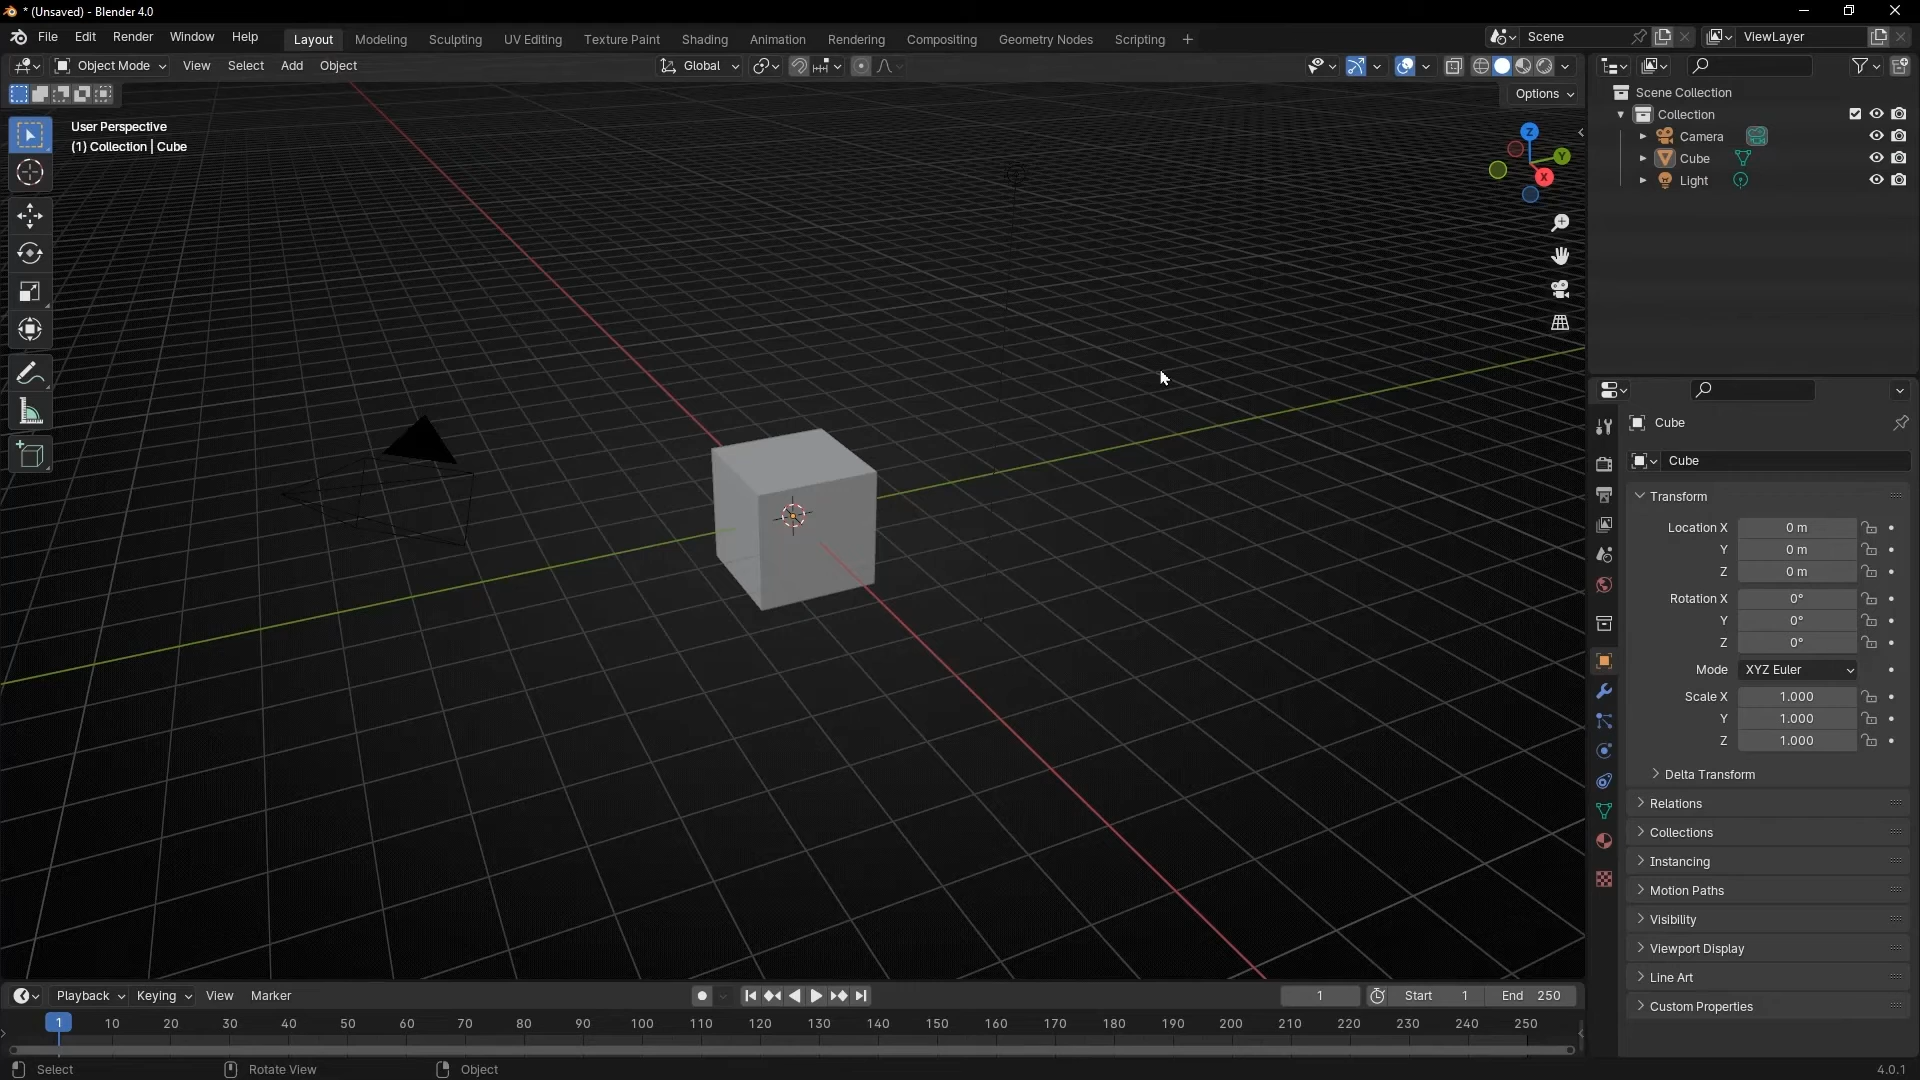 * (Unsaved) - Blender 4.0
File Edit Render Window Help Layout Modeling Sculpting UV Editing Texture Paint Shading Animation Rendering Compositing Geometry Nodes Scripting + Scene ViewLayer
Object Mode View Select Add Object Global
Options
User Perspective
(1) Collection | Cube
Z
Y
X
Scene Collection
Collection
Camera
Cube
Light
Cube
Cube
Transform
Location X 0 m
Y 0 m
Z 0 m
Rotation X 0°
Y 0°
Z 0°
Mode XYZ Euler
Scale X 1.000
Y 1.000
Z 1.000
Delta Transform
Relations
Collections
Instancing
Motion Paths
Visibility
Viewport Display
Line Art
Custom Properties
Playback Keying View Marker 1 Start 1 End 250
1 10 20 30 40 50 60 70 80 90 100 110 120 130 140 150 160 170 180 190 200 210 220 230 240 250
Select Rotate View Object 4.0.1